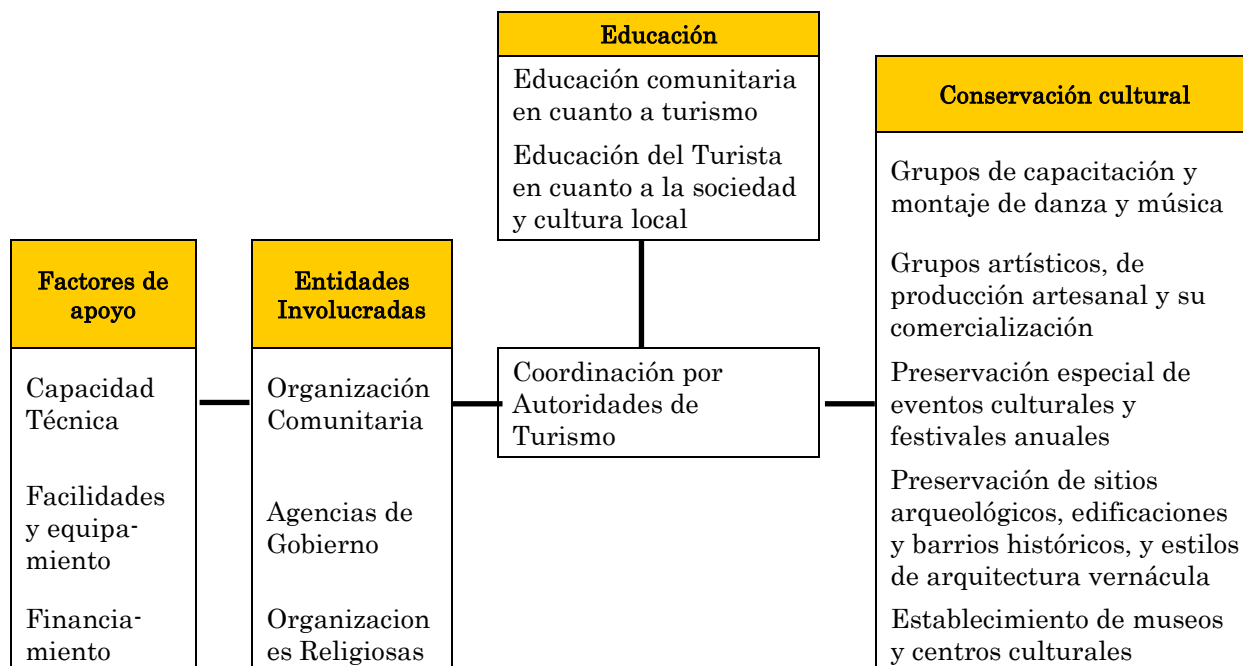 Educación
Educación comunitaria
en cuanto a turismo
Educación del Turista
en cuanto a la sociedad
y cultura local
Factores de
apoyo
Capacidad
Técnica
Facilidades
y equipa-
miento
Financia-
miento
Entidades
Involucradas
Organización
Comunitaria
Agencias de
Gobierno
Organizacion
es Religiosas
Coordinación por
Autoridades de
Turismo
Conservación cultural
Grupos de capacitación y
montaje de danza y música
Grupos artísticos, de
producción artesanal y su
comercialización
Preservación especial de
eventos culturales y
festivales anuales
Preservación de sitios
arqueológicos, edificaciones
y barrios históricos, y estilos
de arquitectura vernácula
Establecimiento de museos
y centros culturales